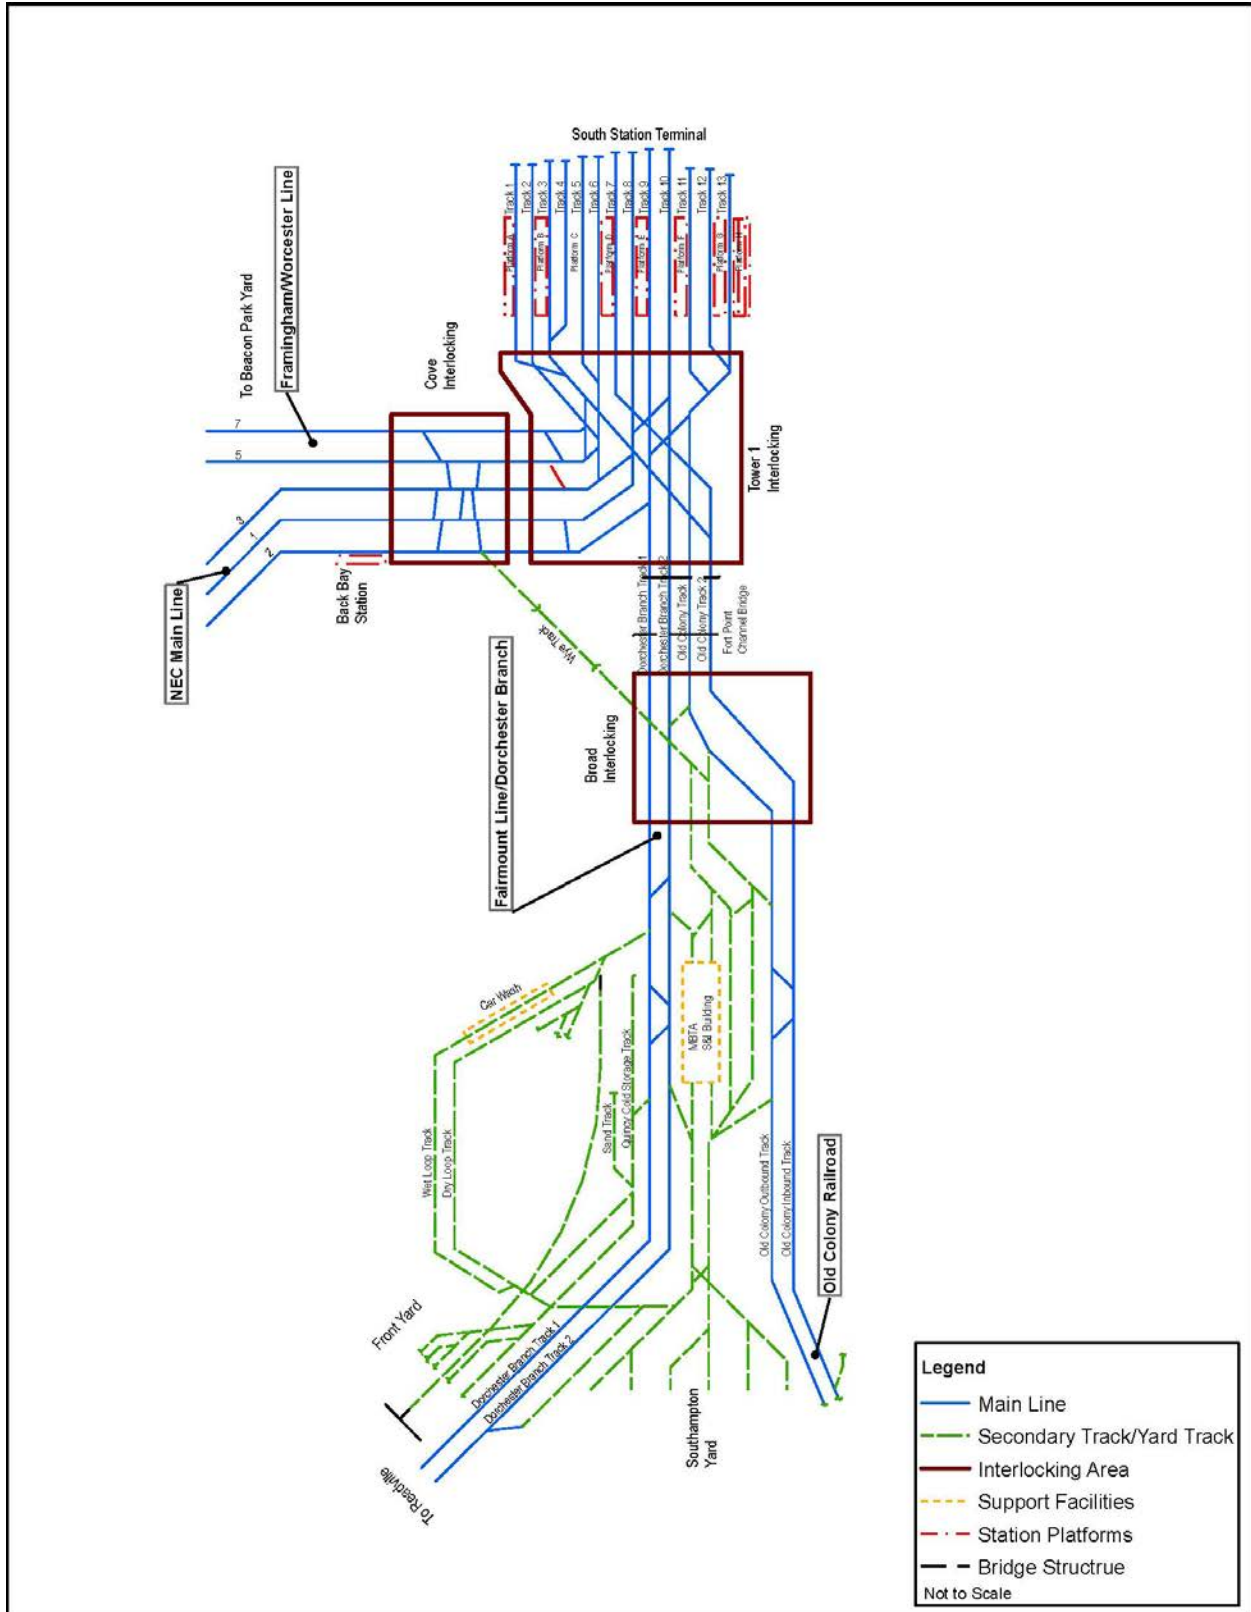 South Station Terminal
Track 1
Track 2
Track 3
Track 4
Track 5
Track 6
Track 7
Track 8
Track 9
Track 10
Track 11
Track 12
Track 13
Platform A
Platform B
Platform C
Platform D
Platform E
Platform F
Platform G
Platform H
To Beacon Park Yard
Framingham/Worcester Line
Cove
Interlocking
7
5
3
1
2
NEC Main Line
Back Bay
Station
Tower 1
Interlocking
Wye Track
Dorchester Branch Track 1
Dorchester Branch Track 2
Old Colony Track
Old Colony Track 2
Fort Point
Channel Bridge
Fairmount Line/Dorchester Branch
Broad
Interlocking
Car Wash
Wet Loop Track
Dry Loop Track
Sand Track
Quincy Cold Storage Track
MBTA
S&I Building
Old Colony Outbound Track
Old Colony Inbound Track
Old Colony Railroad
Front Yard
Dorchester Branch Track 1
Dorchester Branch Track 2
To Readville
Southampton
Yard
Legend
Main Line
Secondary Track/Yard Track
Interlocking Area
Support Facilities
Station Platforms
Bridge Structrue
Not to Scale